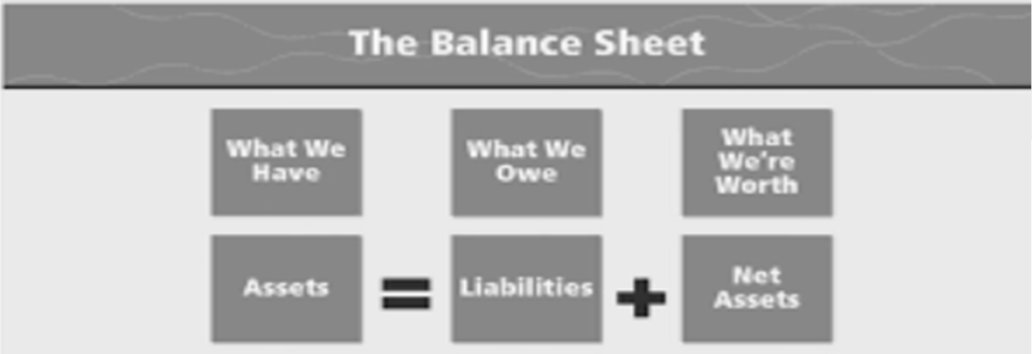 The Balance Sheet
What We
Have
What We
Owe
What
We're
Worth
Assets
=
Liabilities
+
Net
Assets